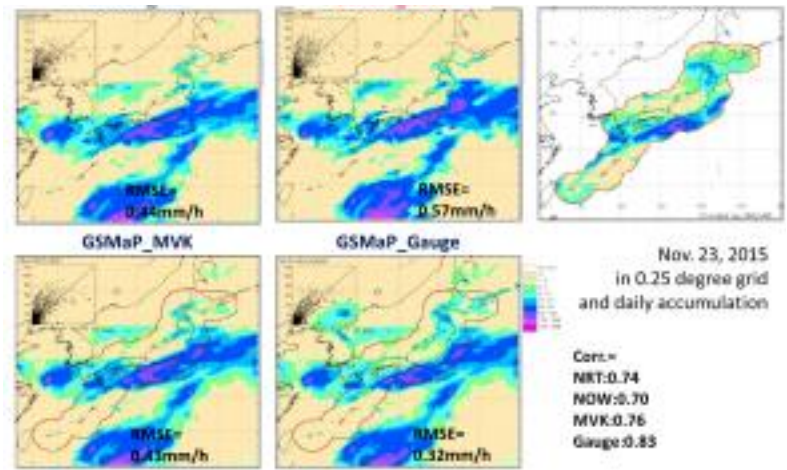 RMSE=
0.44mm/h
RMSE=
0.57mm/h
GSMaP_MVK
GSMaP_Gauge
Nov. 23, 2015
in 0.25 degree grid
and daily accumulation
RMSE=
0.43mm/h
RMSE=
0.32mm/h
Corr.=
NRT:0.74
NOW:0.70
MVK:0.76
Gauge:0.83